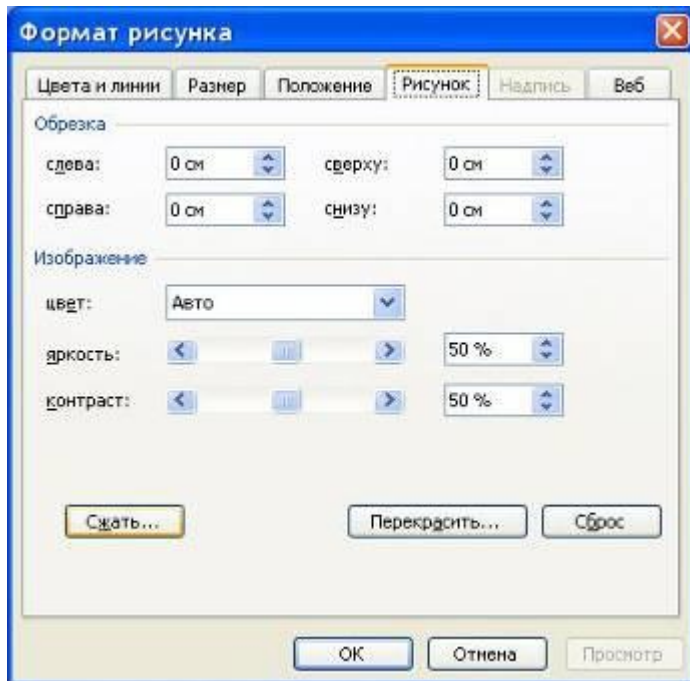 Формат рисунка
Цвета и линии Размер Положение Рисунок Надпись Веб
Обрезка
слева: 0 см сверху: 0 см
справа: 0 см снизу: 0 см
Изображение
цвет: Авто
яркость: 50 %
контраст: 50 %
Сжать... Перекрасить... Сброс
ОК Отмена Просмотр